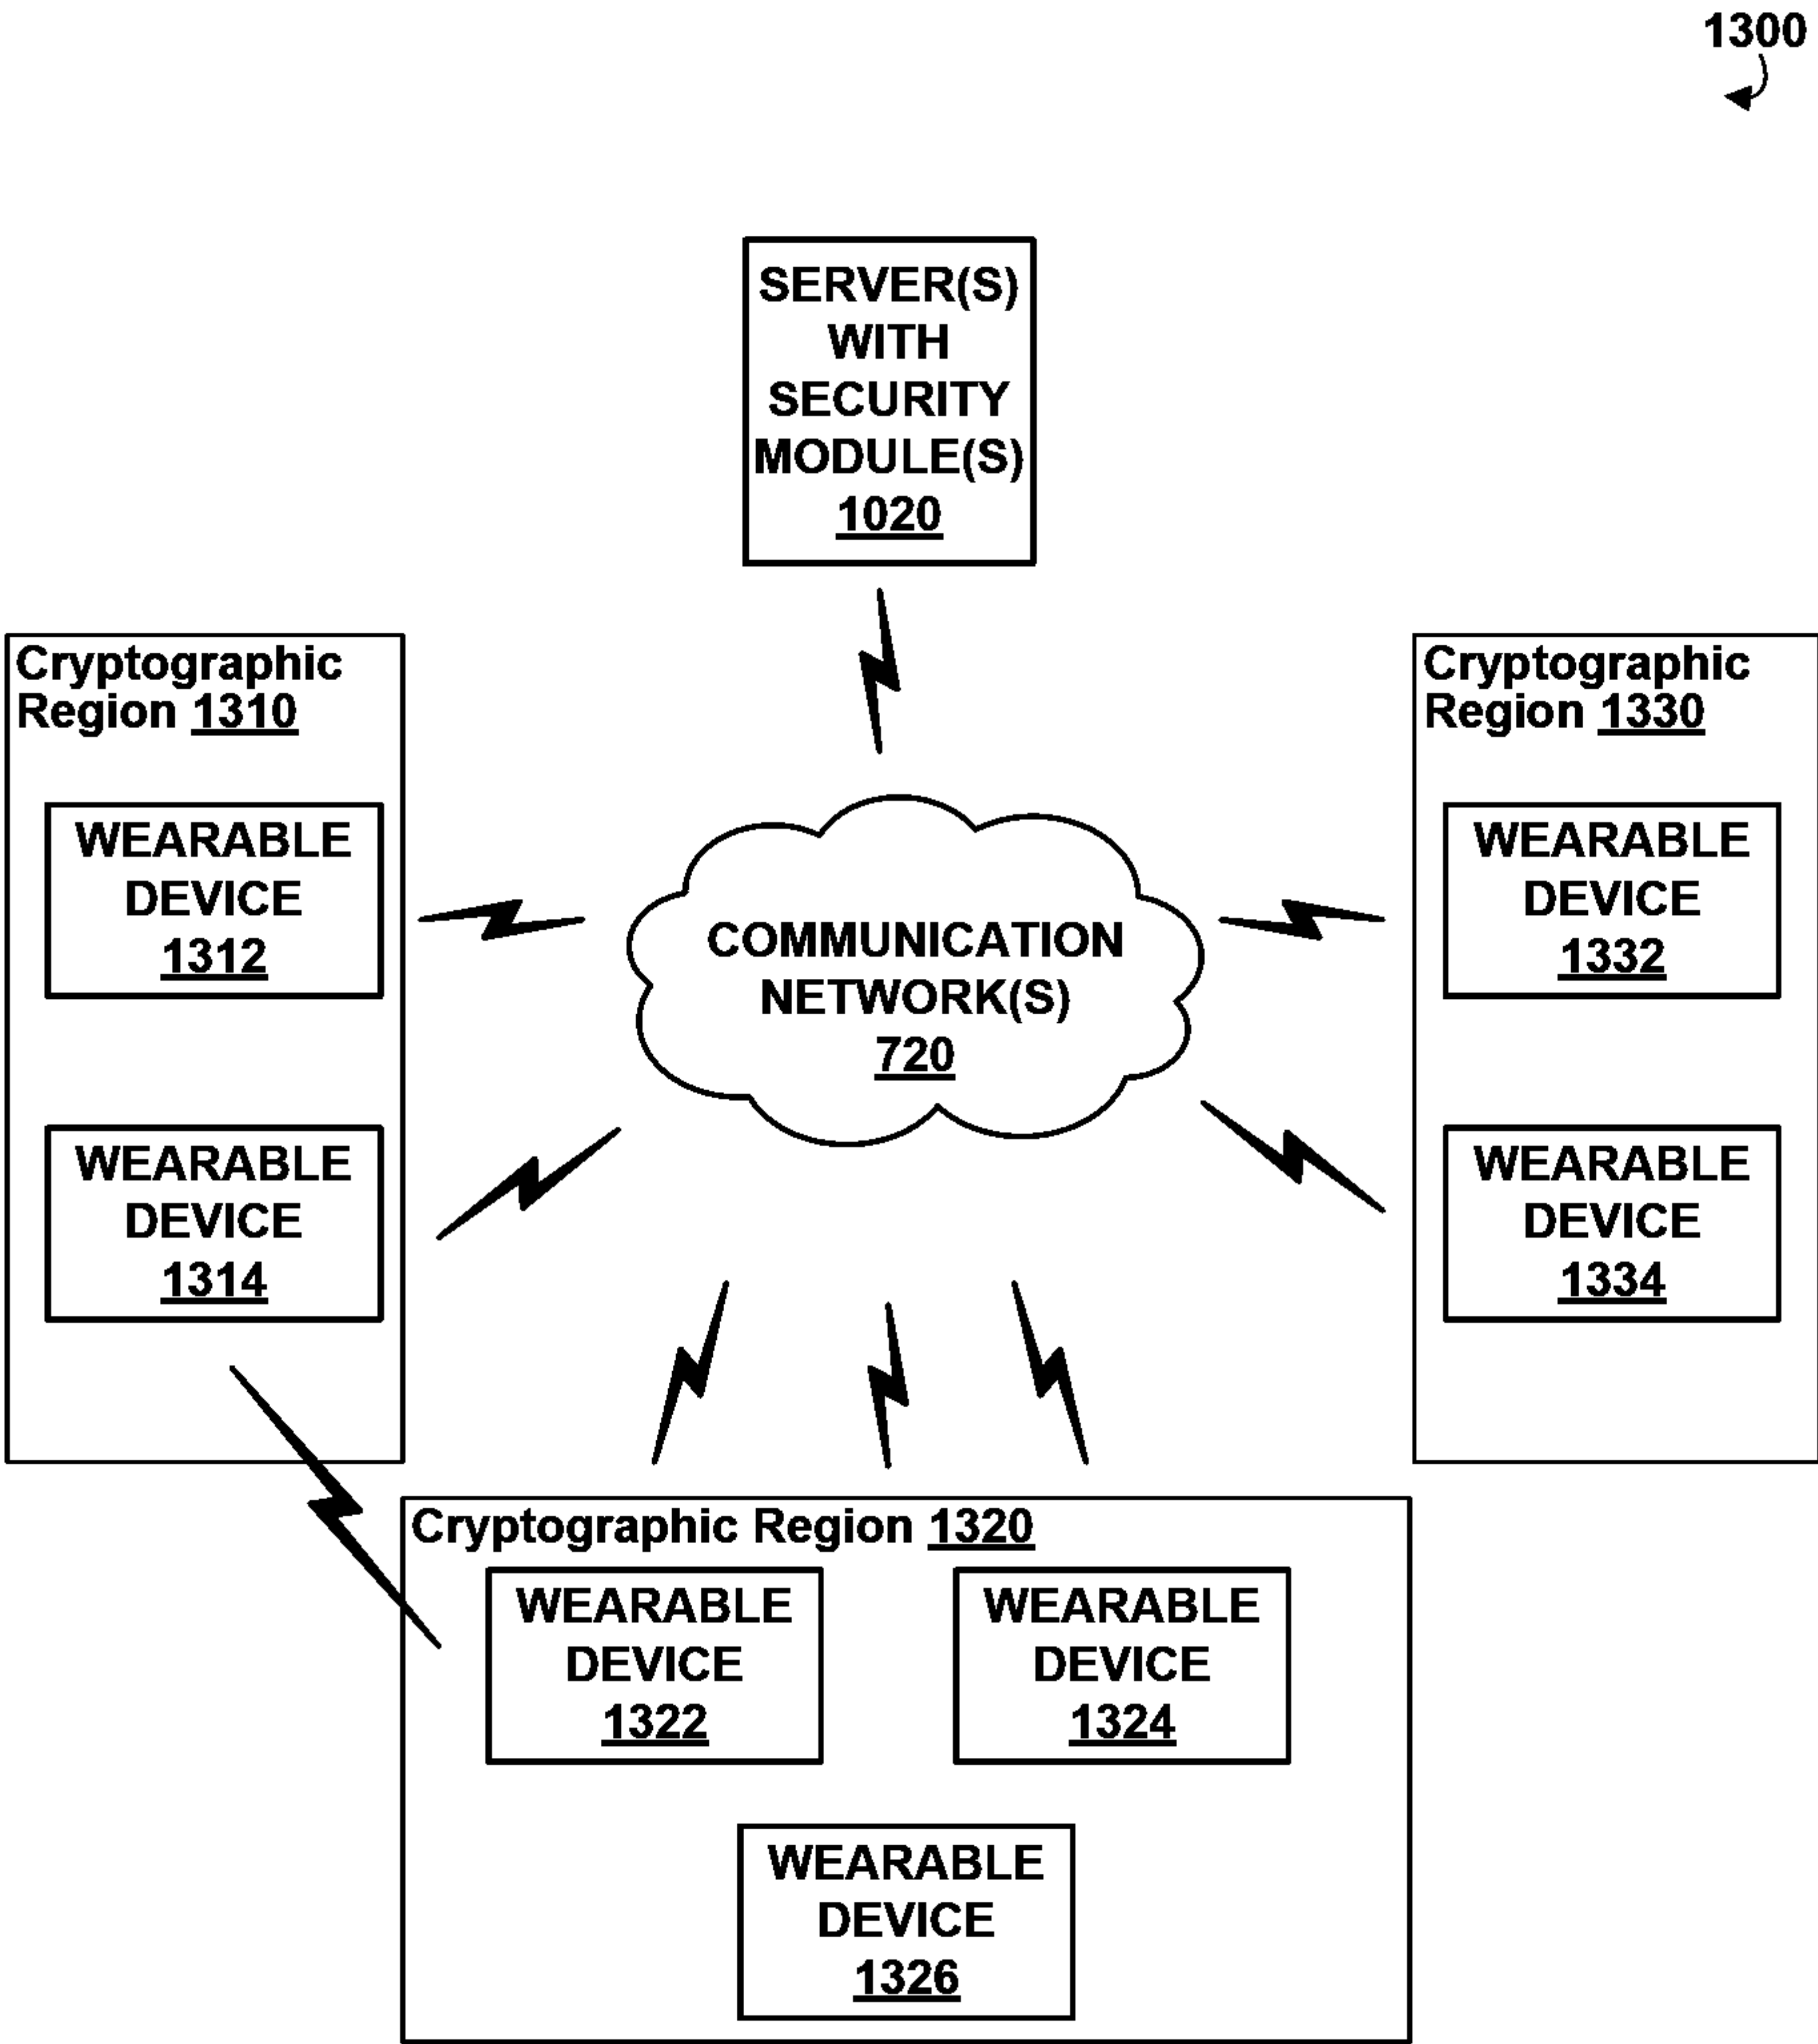 1300
SERVER(S)
WITH
SECURITY
MODULE(S)
1020
Cryptographic
Region 1310
WEARABLE
DEVICE
1312
WEARABLE
DEVICE
1314
COMMUNICATION
NETWORK(S)
720
Cryptographic
Region 1330
WEARABLE
DEVICE
1332
WEARABLE
DEVICE
1334
Cryptographic Region 1320
WEARABLE
DEVICE
1322
WEARABLE
DEVICE
1324
WEARABLE
DEVICE
1326